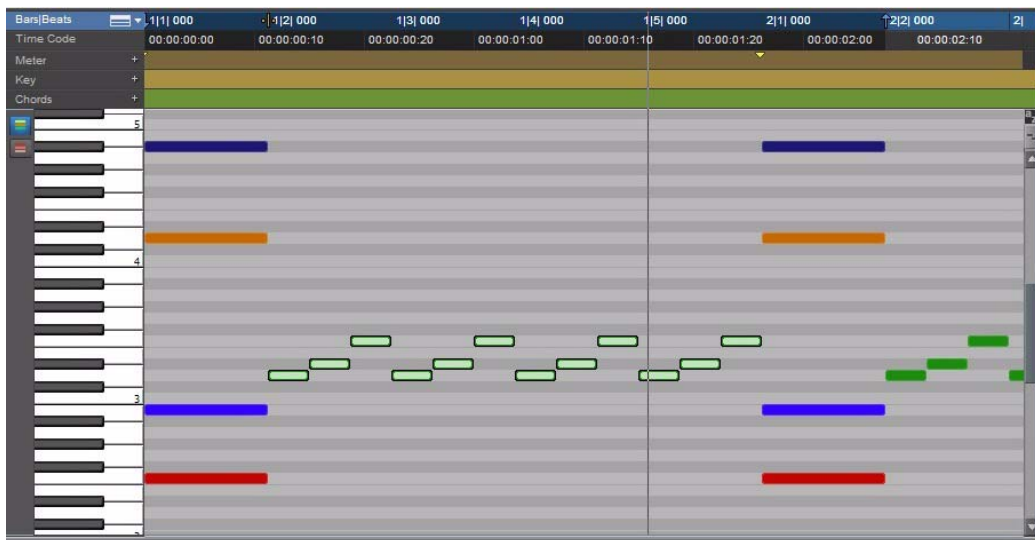 Bars|Beats 1|1| 000 1|2| 000 1|3| 000 1|4| 000 1|5| 000 2|1| 000 2|2| 000 2|
Time Code 00:00:00:00 00:00:00:10 00:00:00:20 00:00:01:00 00:00:01:10 00:00:01:20 00:00:02:00 00:00:02:10
Meter +
Key +
Chords +
5
4
3